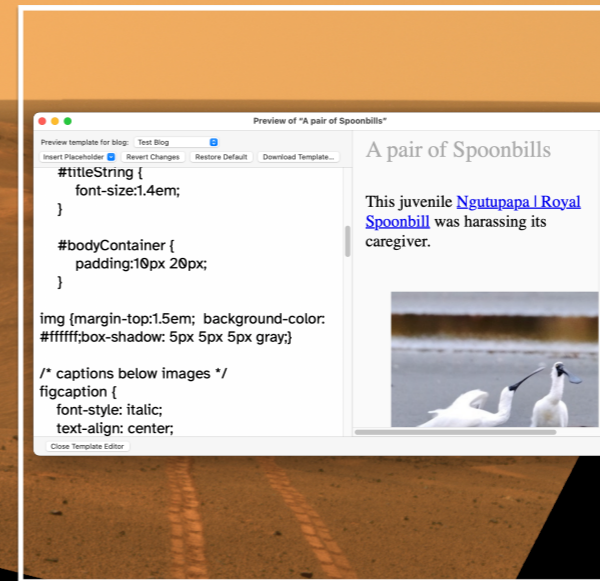 Preview of "A pair of Spoonbills"
Preview template for blog: Test Blog
Insert Placeholder Revert Changes Restore Default Download Template...
#titleString {
font-size:1.4em;
}
#bodyContainer {
padding:10px 20px;
}
img {margin-top:1.5em; background-color:
#ffffff;box-shadow: 5px 5px 5px gray;}
/* captions below images */
figcaption {
font-style: italic;
text-align: center;
Close Template Editor
A pair of Spoonbills
This juvenile Ngutupapa | Royal
Spoonbill was harassing its
caregiver.